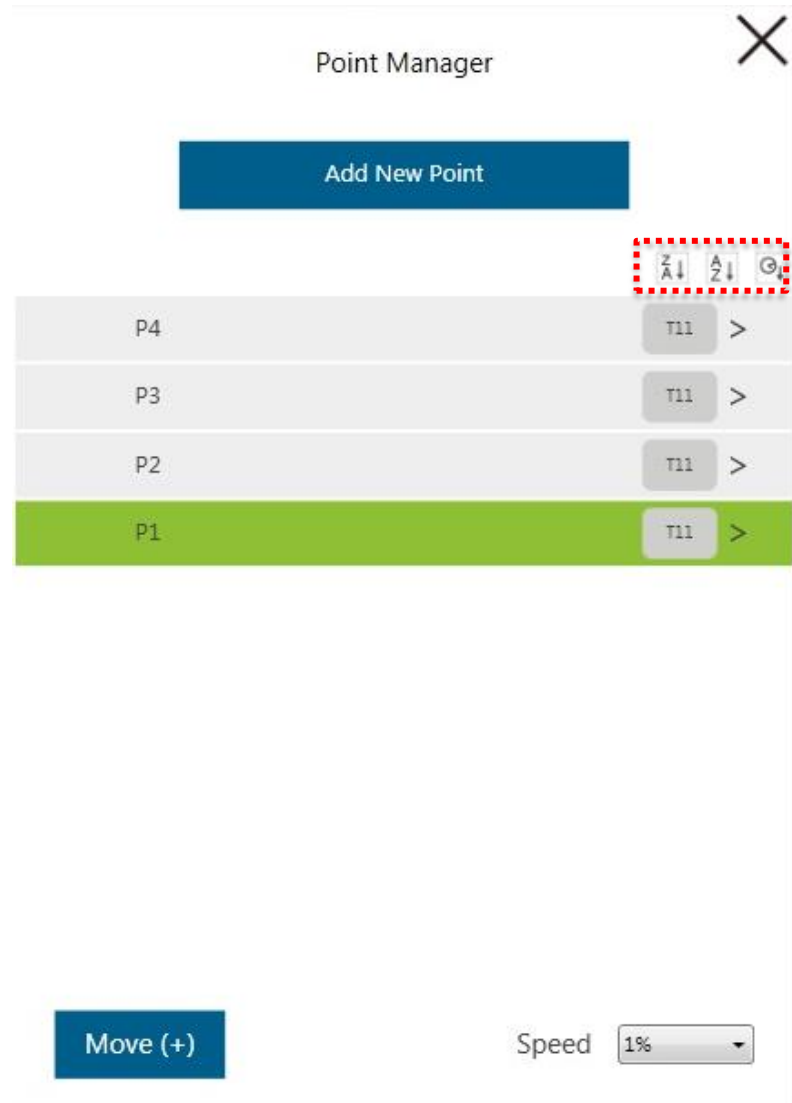 Point Manager
Add New Point
Z A A Z
P4 T11 >
P3 T11 >
P2 T11 >
P1 T11 >
Move (+) Speed 1%